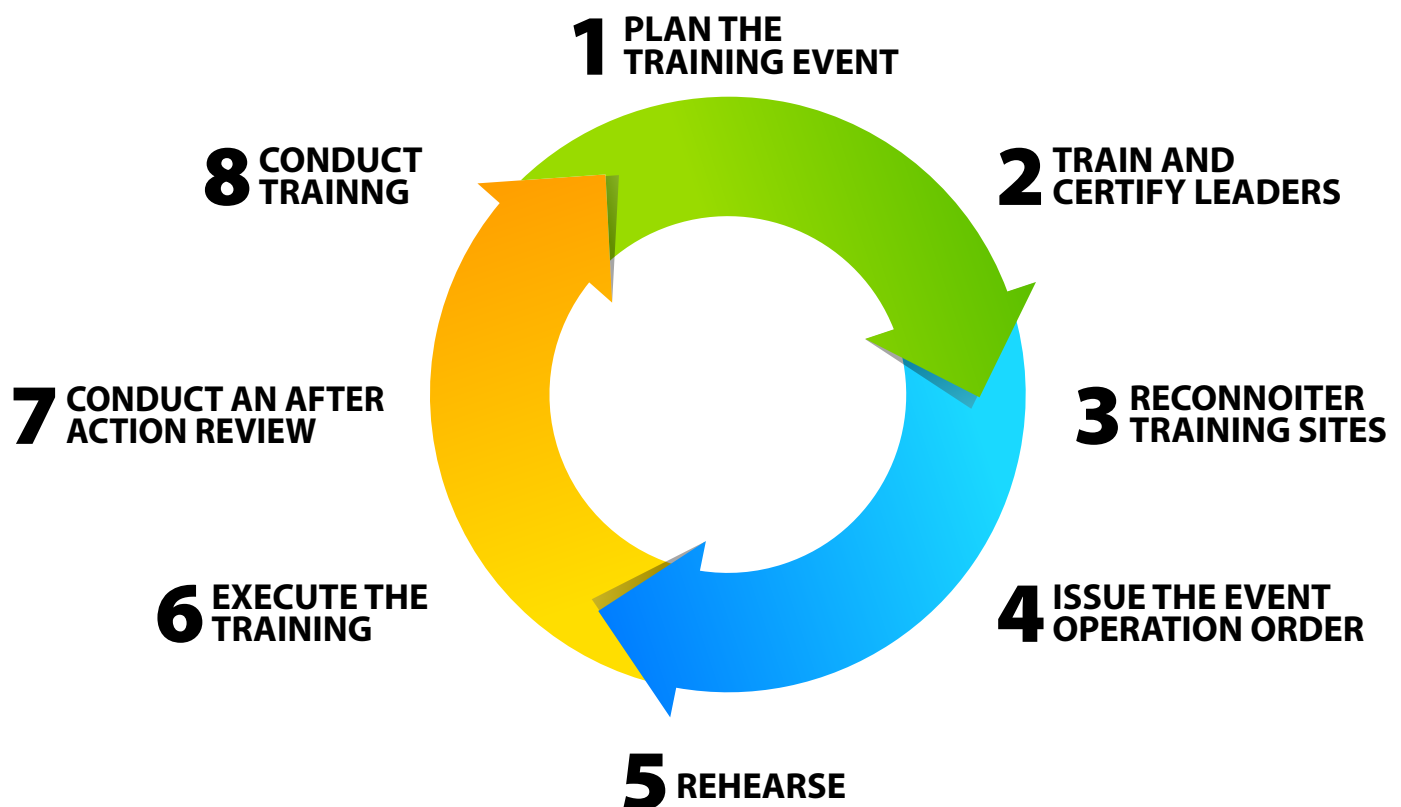 1 PLAN THE
TRAINING EVENT
2 TRAIN AND
CERTIFY LEADERS
3 RECONNOITER
TRAINING SITES
4 ISSUE THE EVENT
OPERATION ORDER
5 REHEARSE
6 EXECUTE THE
TRAINING
7 CONDUCT AN AFTER
ACTION REVIEW
8 CONDUCT
TRAINNG